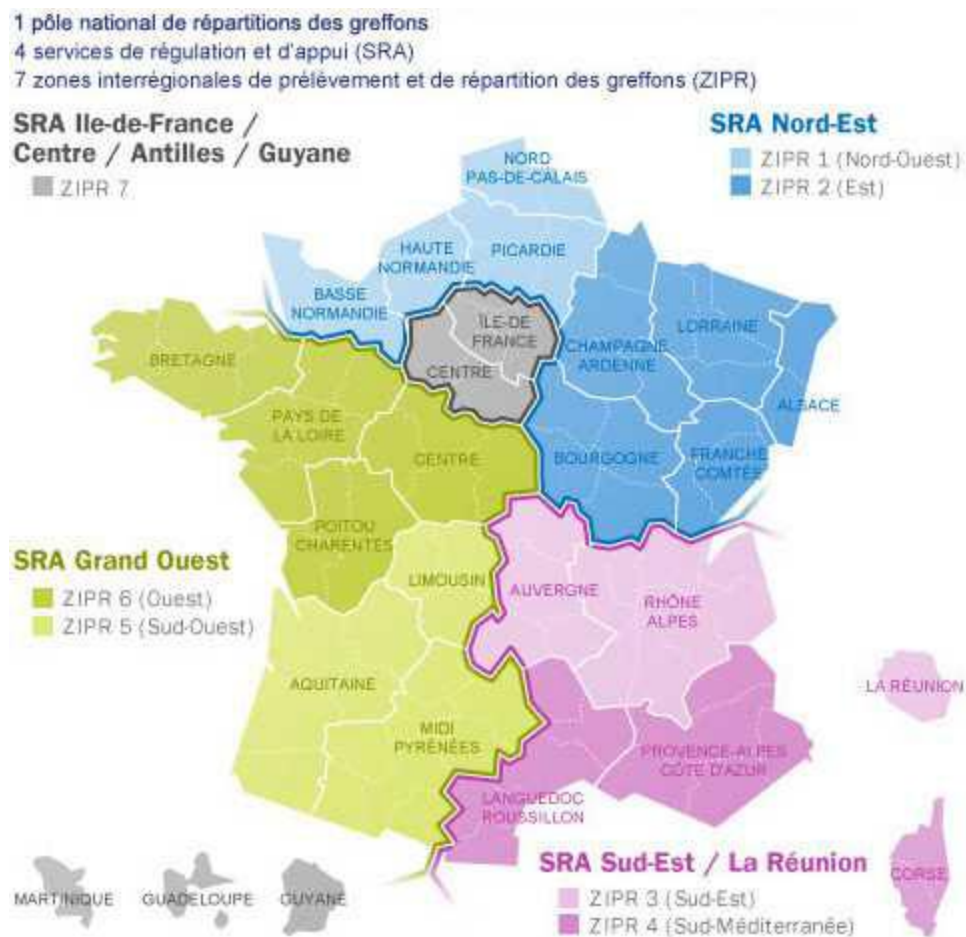 1 pôle national de répartitions des greffons
4 services de régulation et d'appui (SRA)
7 zones interrégionales de prélèvement et de répartition des greffons (ZIPR)
SRA Ile-de-France /
Centre / Antilles / Guyane
ZIPR 7
SRA Nord-Est
ZIPR 1 (Nord-Ouest)
ZIPR 2 (Est)
NORD
PAS-DE-CALAIS
HAUTE
NORMANDIE
PICARDIE
BASSE
NORMANDIE
ÎLE-DE
FRANCE
CENTRE
CHAMPAGNE-
ARDENNE
LORRAINE
ALSACE
BRETAGNE
PAYS DE
LA LOIRE
CENTRE
BOURGOGNE
FRANCHE
COMTÉE
POITOU
CHARENTES
SRA Grand Ouest
ZIPR 6 (Ouest)
ZIPR 5 (Sud-Ouest)
LIMOUSIN
AUVERGNE
RHÔNE
ALPES
AQUITAINE
MIDI
PYRÉNÉES
LA RÉUNION
PROVENCE-ALPES
CÔTE D'AZUR
LANGUEDOC
ROUSSILLON
MARTINIQUE
GUADELOUPE
GUYANE
SRA Sud-Est / La Réunion
ZIPR 3 (Sud-Est)
ZIPR 4 (Sud-Méditerranée)
CORSE